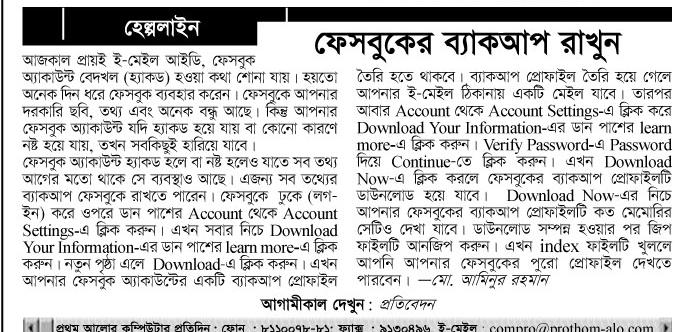 হেল্পলাইন
ফেসবুকের ব্যাকআপ রাখুন
আজকাল প্রায়ই ই-মেইল আইডি, ফেসবুক
অ্যাকাউন্ট বেদখল (হ্যাকড) হওয়া কথা শোনা যায়। হয়তো
অনেক দিন ধরে ফেসবুক ব্যবহার করেন। ফেসবুকে আপনার
দরকারি ছবি, তথ্য এবং অনেক বন্ধু আছে। কিন্তু আপনার
ফেসবুক অ্যাকাউন্ট যদি হ্যাকড হয়ে যায় বা কোনো কারণে
নষ্ট হয়ে যায়, তখন সবকিছুই হারিয়ে যাবে।
ফেসবুক অ্যাকাউন্ট হ্যাকড হলে বা নষ্ট হলেও যাতে সব তথ্য
আগের মতো থাকে সে ব্যবস্থাও আছে। এজন্য সব তথ্যের
ব্যাকআপ ফেসবুকে রাখতে পারেন। ফেসবুকে ঢুকে (লগ-
ইন) করে ওপরে ডান পাশের Account থেকে Account
Settings-এ ক্লিক করুন। এখন সবার নিচে Download
Your Information-এর ডান পাশের learn more-এ ক্লিক
করুন। নতুন পৃষ্ঠা এলে Download-এ ক্লিক করুন। এখন
আপনার ফেসবুক অ্যাকাউন্টের একটি ব্যাকআপ প্রোফাইল
তৈরি হতে থাকবে। ব্যাকআপ প্রোফাইল তৈরি হয়ে গেলে
আপনার ই-মেইল ঠিকানায় একটি মেইল যাবে। তারপর
আবার Account থেকে Account Settings-এ ক্লিক করে
Download Your Information-এর ডান পাশের learn
more-এ ক্লিক করুন। Verify Password-এ Password
দিয়ে Continue-তে ক্লিক করুন। এখন Download
Now-এ ক্লিক করলে ফেসবুকের ব্যাকআপ প্রোফাইলটি
ডাউনলোড হয়ে যাবে। Download Now-এর নিচে
আপনার ফেসবুকের ব্যাকআপ প্রোফাইলটি কত মেমোরির
সেটিও দেখা যাবে। ডাউনলোড সম্পন্ন হওয়ার পর জিপ
ফাইলটি আনজিপ করুন। এখন index ফাইলটি খুললে
আপনি আপনার ফেসবুকের পুরো প্রোফাইল দেখতে
পারবেন। —মো. আমিনুর রহমান
আগামীকাল দেখুন : প্রতিবেদন
প্রথম আলোর কম্পিউটার প্রতিদিন : ফোন : ৮১১০০৭৮-৮১: ফ্যাক্স : ৯১৩০৪৯৬, ই-মেইল : compro@prothom-alo.com